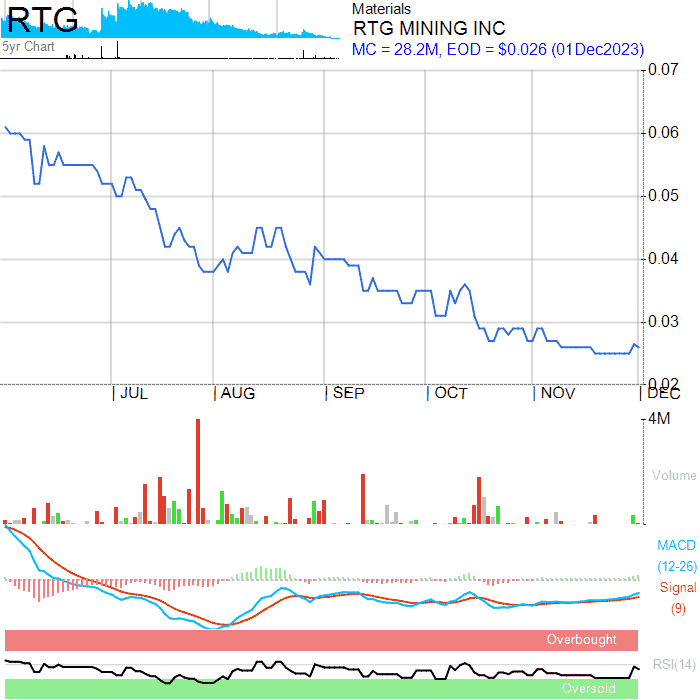 RTG
5yr Chart
Materials
RTG MINING INC
MC = 28.2M, EOD = $0.026 (01Dec2023)
0.07
0.06
0.05
0.04
0.03
0.02
JUL AUG SEP OCT NOV DEC
4M
Volume
MACD
(12-26)
Signal
(9)
Overbought
RSI(14)
Oversold